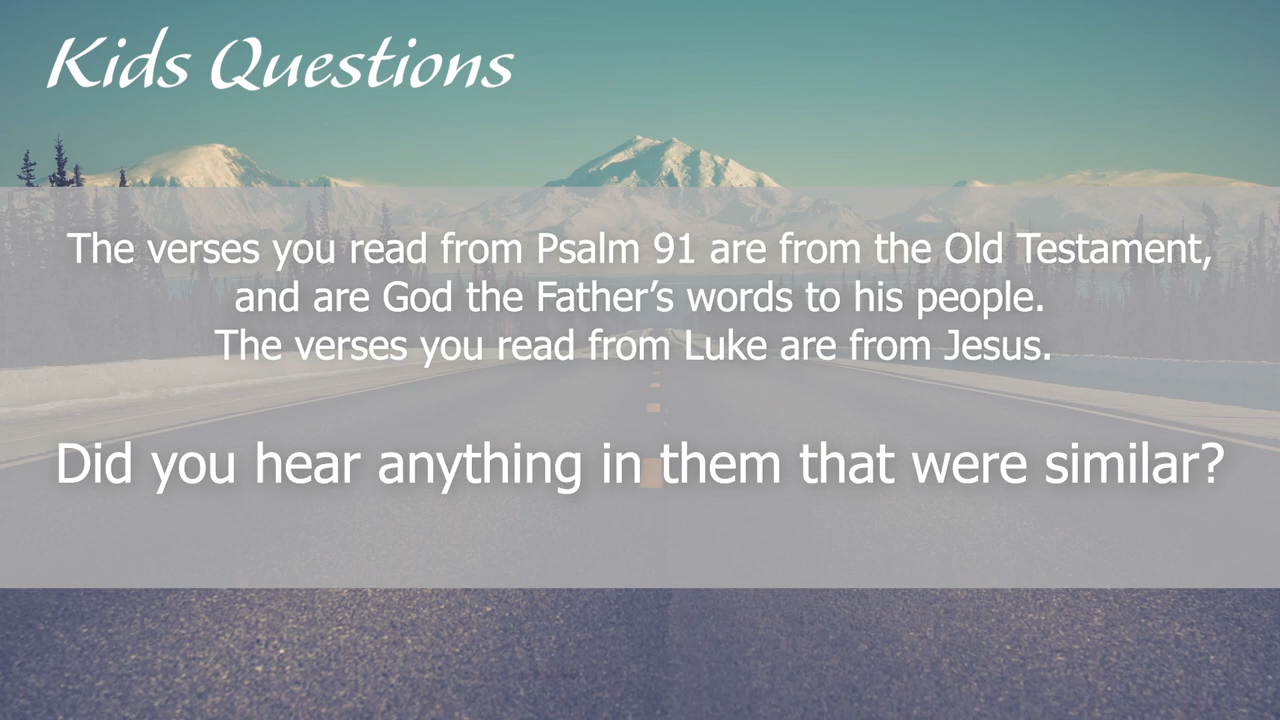 Kids Questions
The verses you read from Psalm 91 are from the Old Testament,
and are God the Father’s words to his people.
The verses you read from Luke are from Jesus.
Did you hear anything in them that were similar?